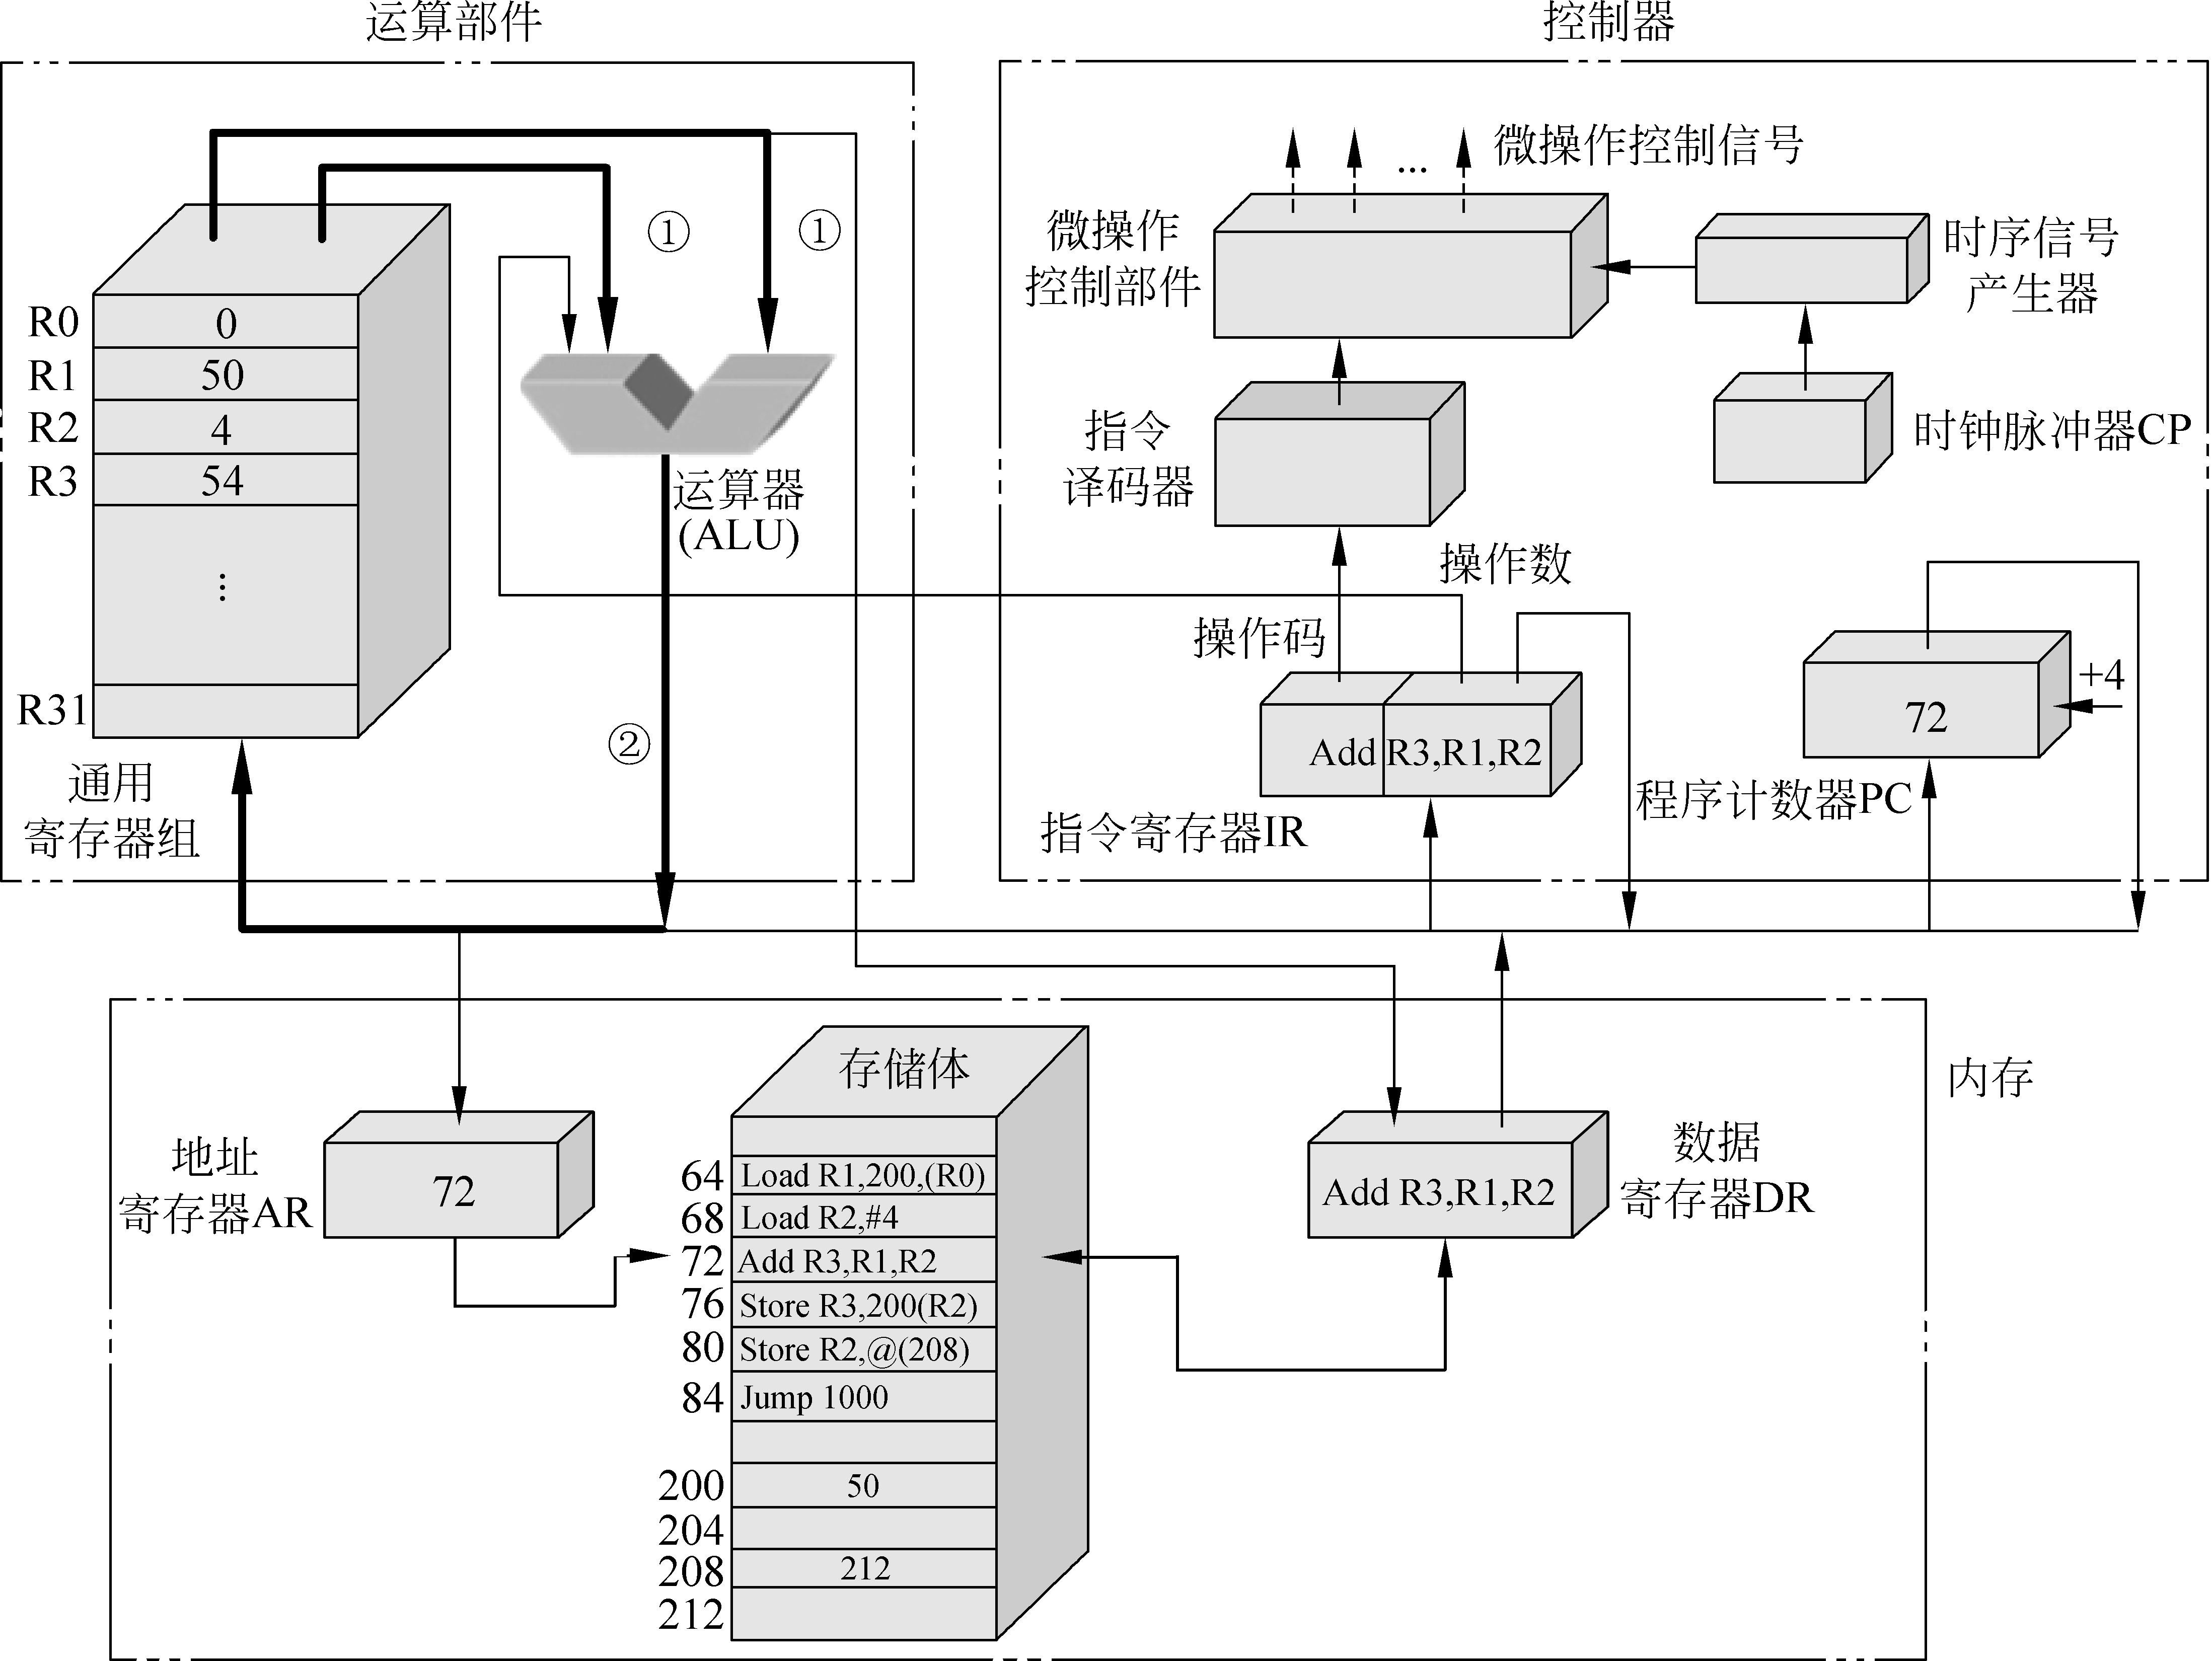 运算部件
控制器
微操作控制信号
...
①
①
微操作
控制部件
时序信号
产生器
R0
0
R1
50
R2
4
R3
54
⋮
R31
运算器
(ALU)
指令
译码器
时钟脉冲器CP
操作数
操作码
Add
R3,R1,R2
72
+4
②
通用
寄存器组
指令寄存器IR
程序计数器PC
内存
存储体
地址
寄存器AR
72
数据
寄存器DR
Add R3,R1,R2
64
Load R1,200,(R0)
68
Load R2,#4
72
Add R3,R1,R2
76
Store R3,200(R2)
80
Store R2,@(208)
84
Jump 1000
200
50
204
208
212
212